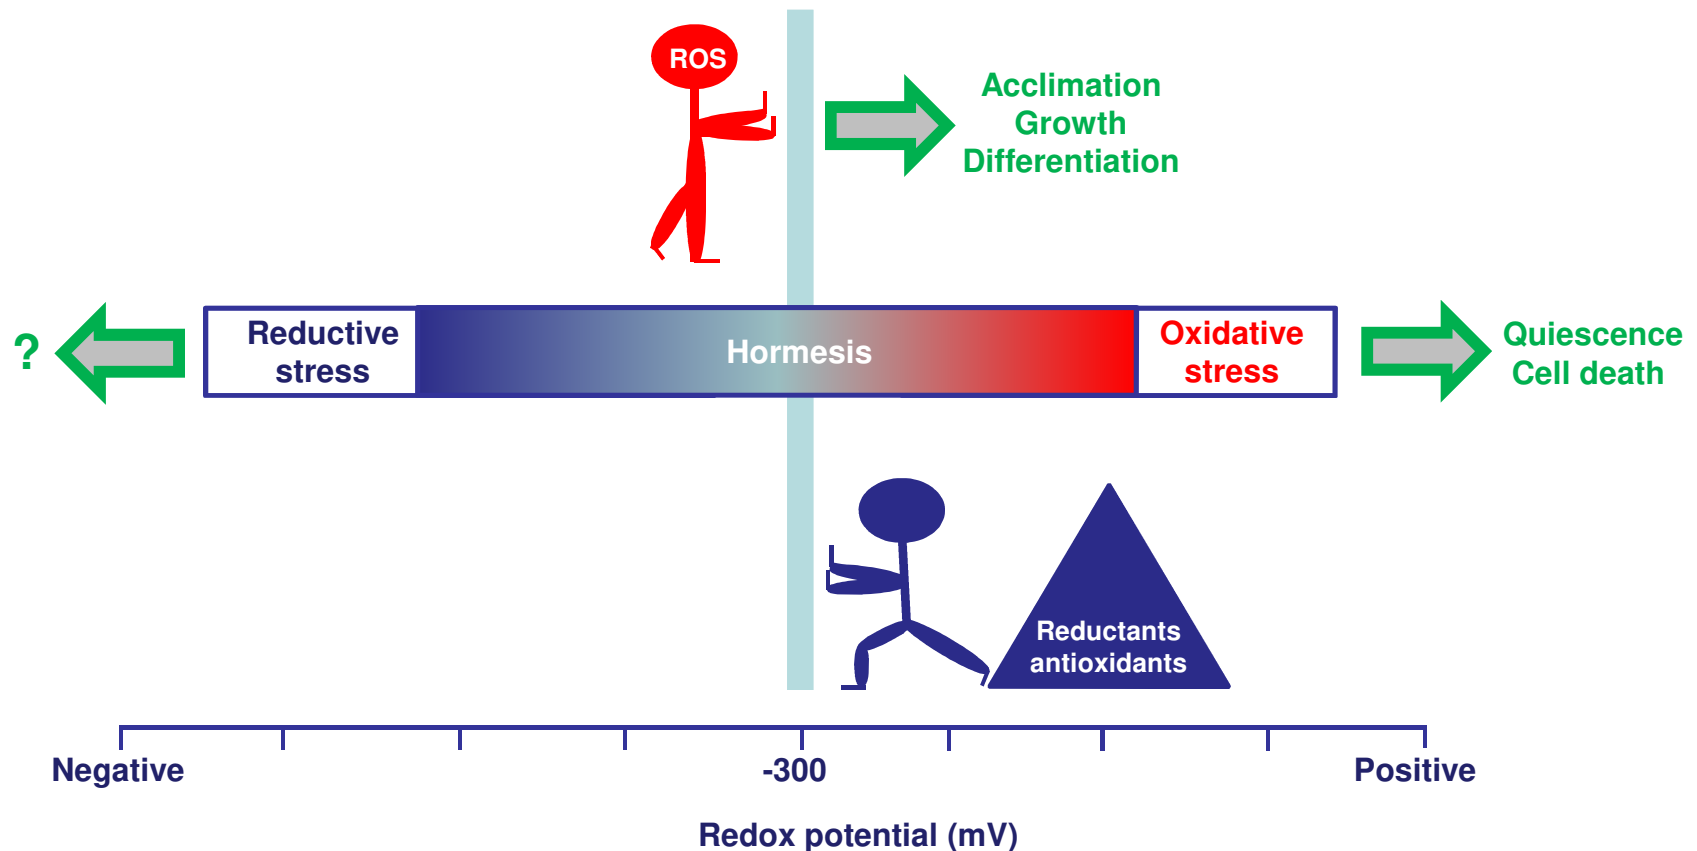 ROS
Acclimation
Growth
Differentiation
?
Reductive
stress
Hormesis
Oxidative
stress
Quiescence
Cell death
Reductants
antioxidants
Negative
-300
Positive
Redox potential (mV)